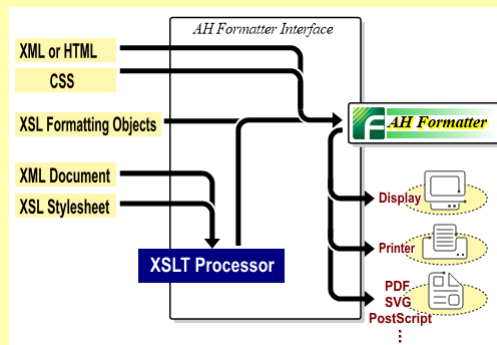 AH Formatter Interface
XML or HTML
CSS
XSL Formatting Objects
AH Formatter
XML Document
XSL Stylesheet
XSLT Processor
Display
Printer
PDF
SVG
PostScript